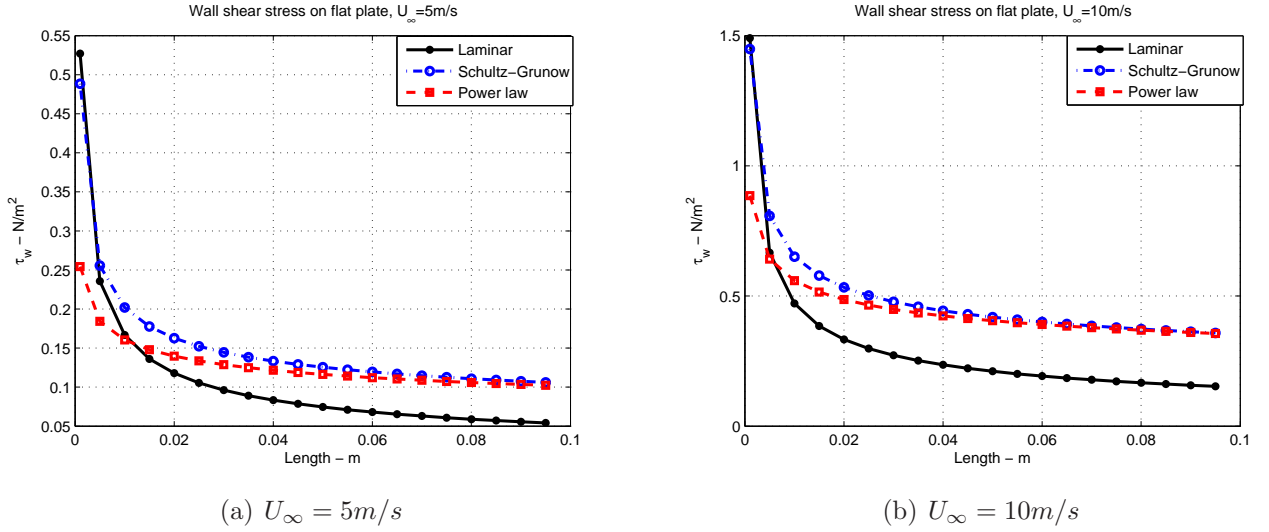 Wall shear stress on flat plate, U∞=5m/s
0.55
0.5
0.45
0.4
0.35
0.3
0.25
0.2
0.15
0.1
0.05
τw − N/m²
Laminar
Schultz−Grunow
Power law
0
0.02
0.04
0.06
0.08
0.1
Length − m
(a) U∞ = 5m/s
Wall shear stress on flat plate, U∞=10m/s
1.5
1
0.5
0
τw − N/m²
Laminar
Schultz−Grunow
Power law
0
0.02
0.04
0.06
0.08
0.1
Length − m
(b) U∞ = 10m/s